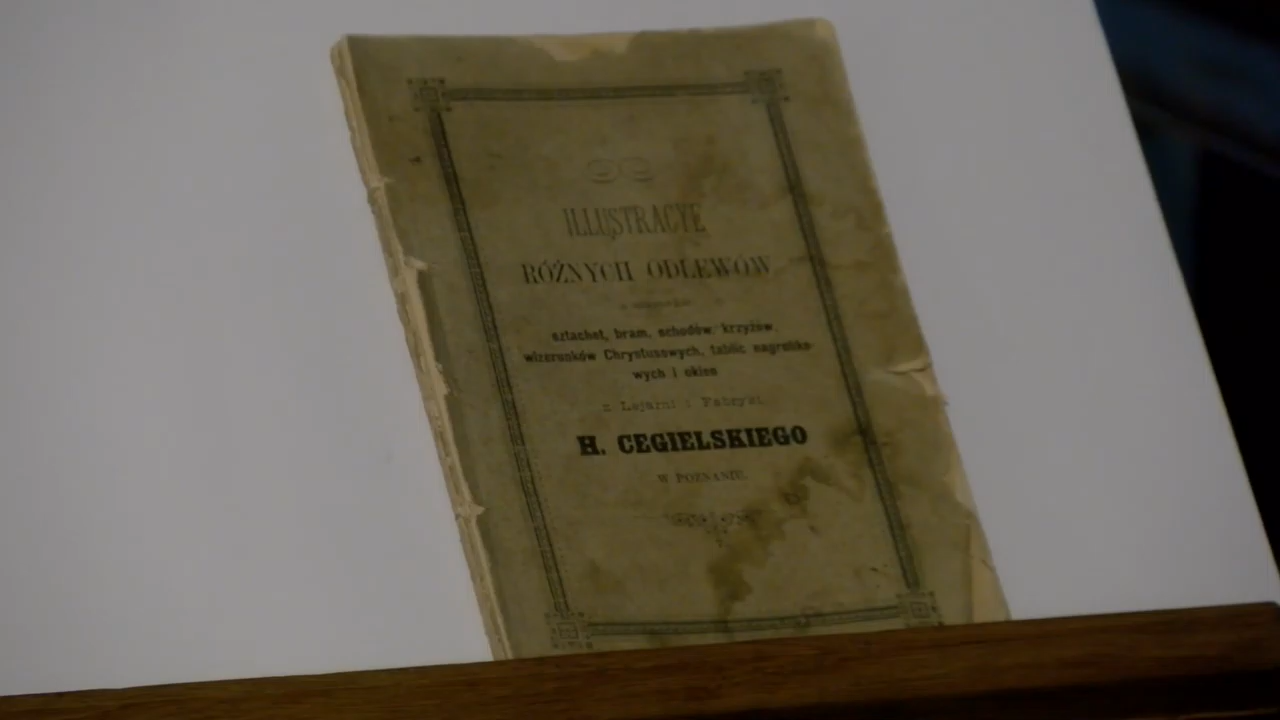 ILLUSTRACYE
RÓŻNYCH ODLEWÓW
sztachet, bram, schodów, krzyżów,
wizerunków Chrystusowych, tablic nagrobko-
wych i okien
z Lejarni i Fabryki
H. CEGIELSKIEGO
W POZNANIU.